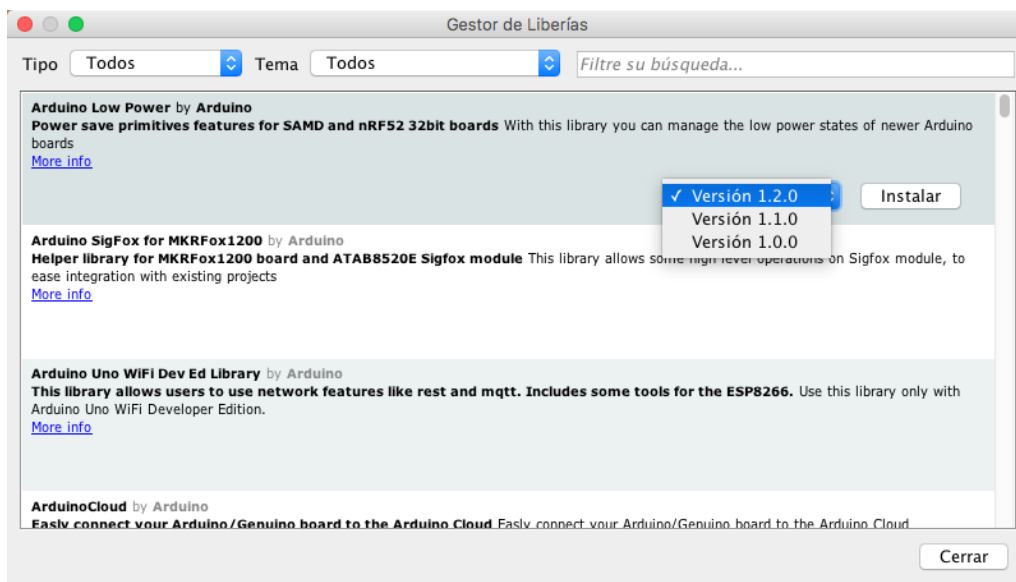 Gestor de Liberías
Tipo Todos Tema Todos Filtre su búsqueda...
Arduino Low Power by Arduino
Power save primitives features for SAMD and nRF52 32bit boards With this library you can manage the low power states of newer Arduino
boards
More info
✓ Versión 1.2.0 Instalar
Versión 1.1.0
Versión 1.0.0
Arduino SigFox for MKRFox1200 by Arduino
Helper library for MKRFox1200 board and ATAB8520E Sigfox module This library allows some high level operations on Sigfox module, to
ease integration with existing projects
More info
Arduino Uno WiFi Dev Ed Library by Arduino
This library allows users to use network features like rest and mqtt. Includes some tools for the ESP8266. Use this library only with
Arduino Uno WiFi Developer Edition.
More info
ArduinoCloud by Arduino
Easly connect your Arduino/Genuino board to the Arduino Cloud Easly connect your Arduino/Genuino board to the Arduino Cloud
Cerrar